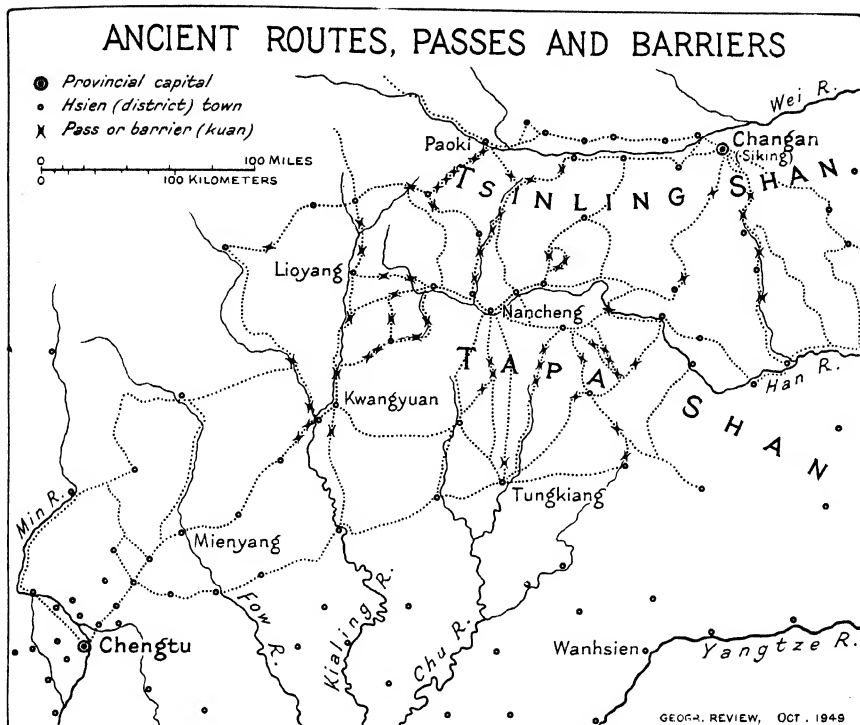 ANCIENT ROUTES, PASSES AND BARRIERS
Provincial capital
Hsien (district) town
Pass or barrier (kuan)
0 100 MILES
0 100 KILOMETERS
Wei R.
Paoki
Changan
(Siking)
TSINLING SHAN
Lioyang
Nancheng
TAPA SHAN
Han R.
Kwangyuan
Tungkiang
Min R.
Mienyang
Fow R.
Kialing R.
Chu R.
Chengtu
Wanhsien
Yangtze R.
GEOGR. REVIEW, OCT. 1949